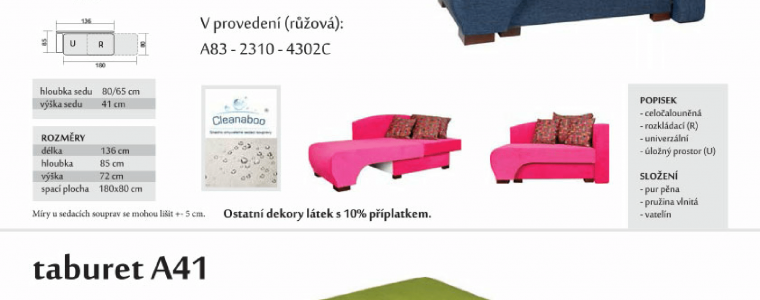 136
85
U R
80
180
V provedení (růžová):
A83 - 2310 - 4302C
hloubka sedu 80/65 cm
výška sedu 41 cm
ROZMĚRY
délka 136 cm
hloubka 85 cm
výška 72 cm
spací plocha 180x80 cm
Míry u sedacích souprav se mohou lišit +- 5 cm.
Cleanaboo
Ostatní dekory látek s 10% příplatkem.
POPISEK
- celočalouněná
- rozkládací (R)
- univerzální
- úložný prostor (U)
SLOŽENÍ
- pur pěna
- pružina vlnitá
- vatelín
taburet A41